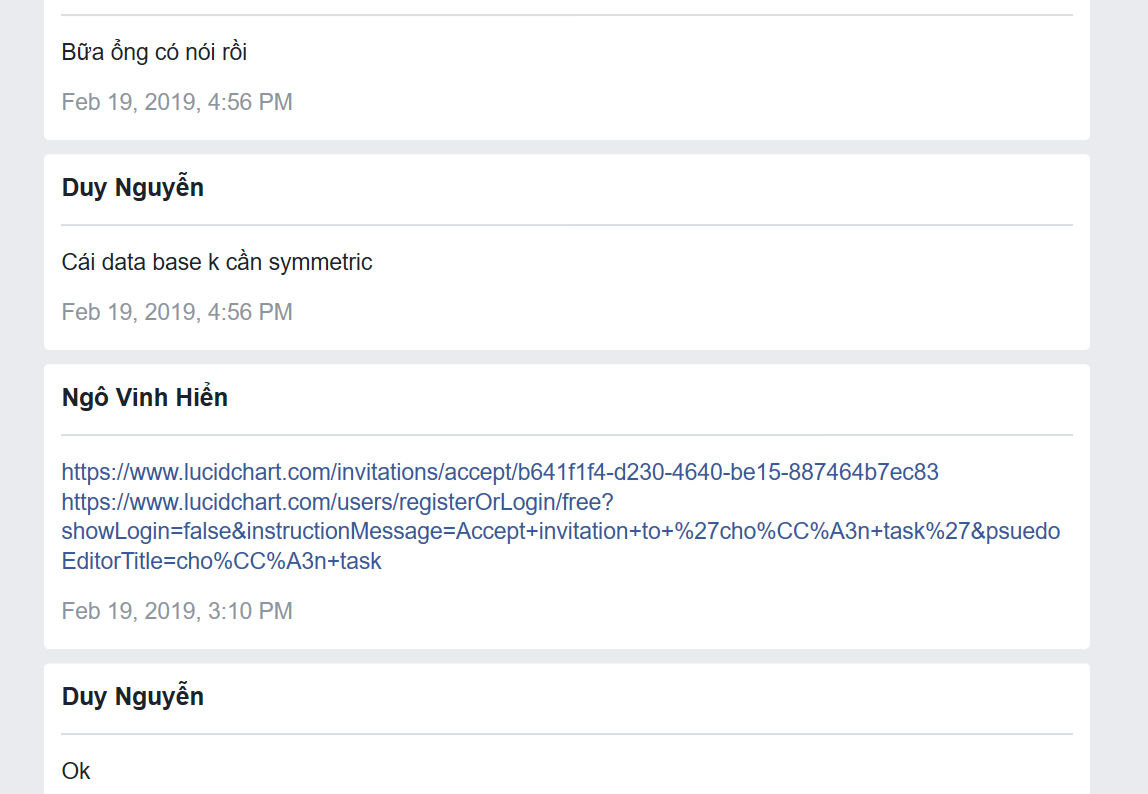 Bữa ổng có nói rồi
Feb 19, 2019, 4:56 PM
Duy Nguyễn
Cái data base k cần symmetric
Feb 19, 2019, 4:56 PM
Ngô Vinh Hiển
https://www.lucidchart.com/invitations/accept/b641f1f4-d230-4640-be15-887464b7ec83
https://www.lucidchart.com/users/registerOrLogin/free?
showLogin=false&instructionMessage=Accept+invitation+to+%27cho%CC%A3n+task%27&psuedo
EditorTitle=cho%CC%A3n+task
Feb 19, 2019, 3:10 PM
Duy Nguyễn
Ok